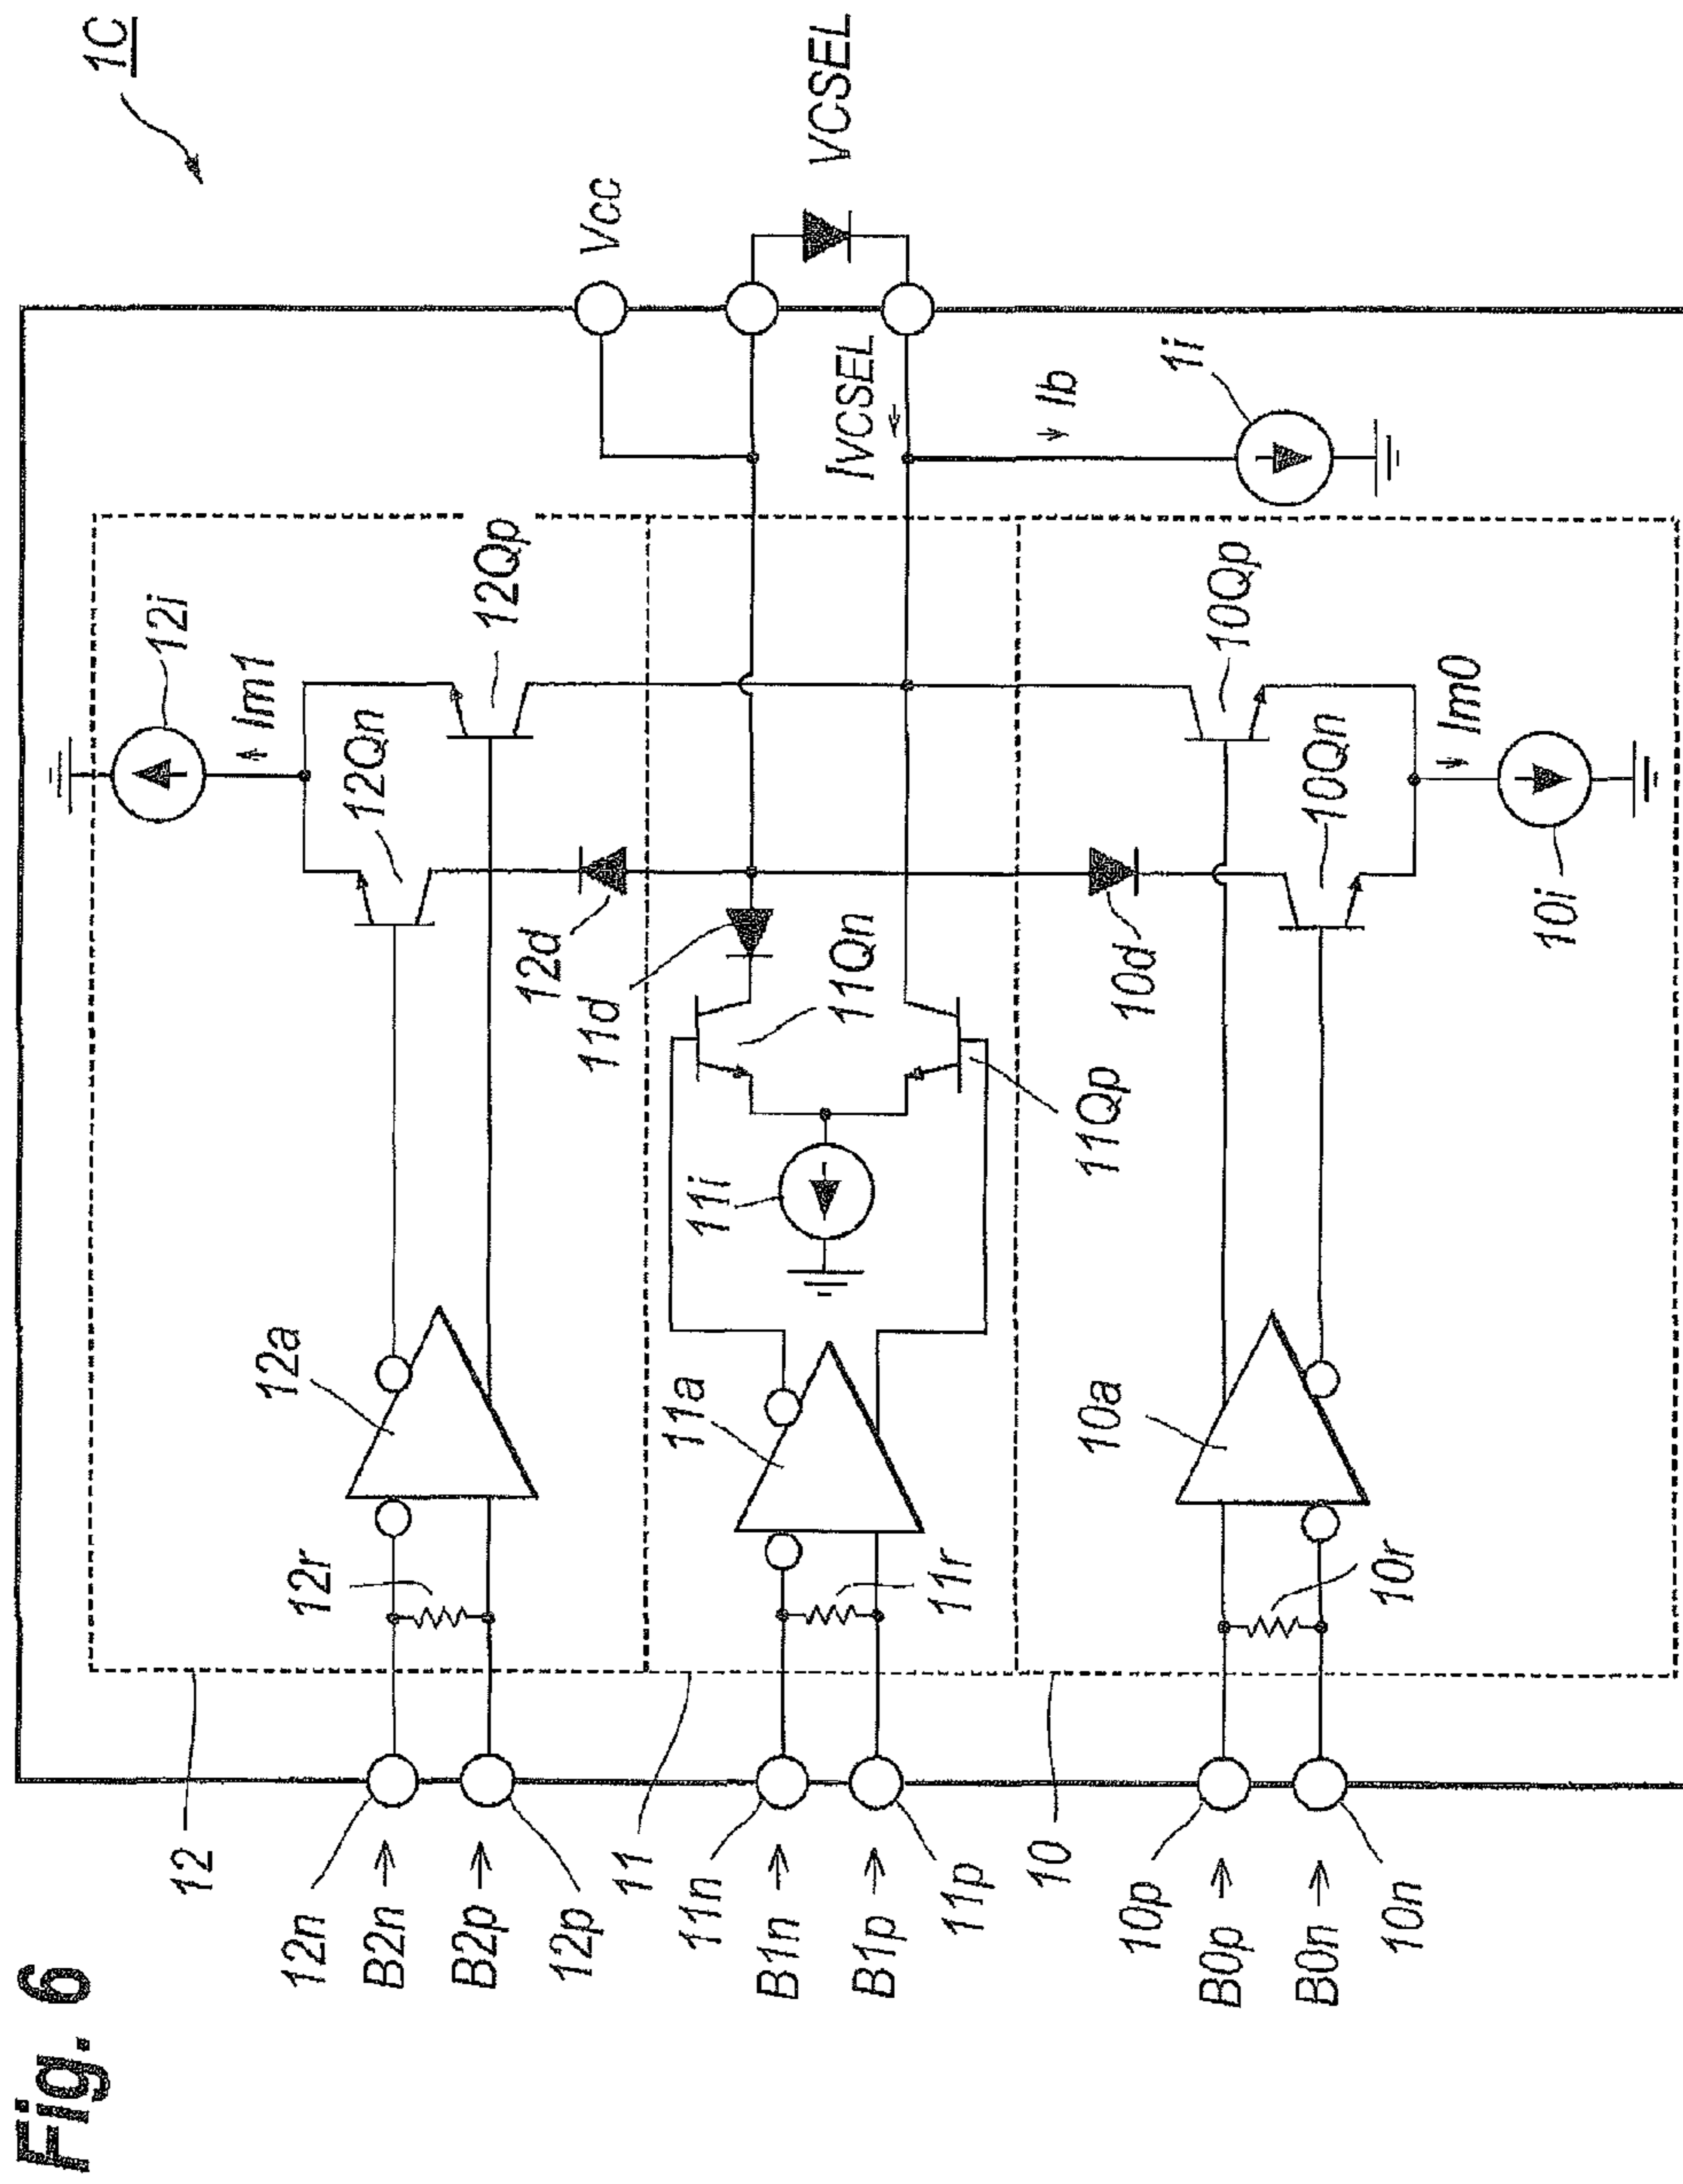 Fig. 6
1C
Vcc
VCSEL
IVCSEL
Ib
1i
12i
Im1
12Qn
12Qp
12d
11d
11Qn
11Qp
11i
10d
10Qp
10Qn
Im0
10i
12a
12r
11a
11r
10a
10r
12
12n
B2n
B2p
12p
11
11n
B1n
B1p
11p
10
10p
B0p
B0n
10n